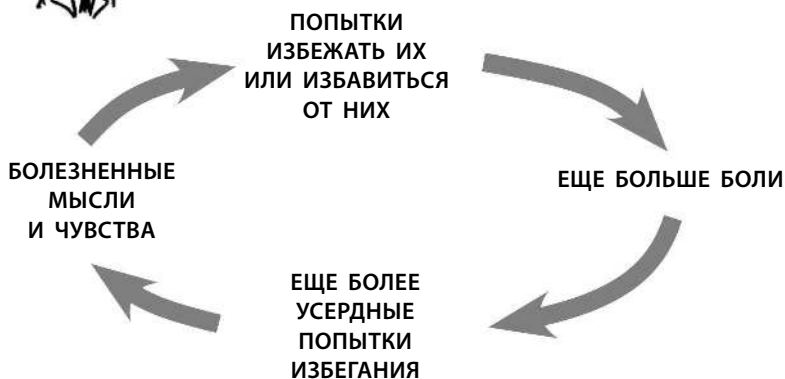 ПОПЫТКИ
ИЗБЕЖАТЬ ИХ
ИЛИ ИЗБАВИТЬСЯ
ОТ НИХ
ЕЩЕ БОЛЬШЕ БОЛИ
ЕЩЕ БОЛЕЕ
УСЕРДНЫЕ
ПОПЫТКИ
ИЗБЕГАНИЯ
БОЛЕЗНЕННЫЕ
МЫСЛИ
И ЧУВСТВА